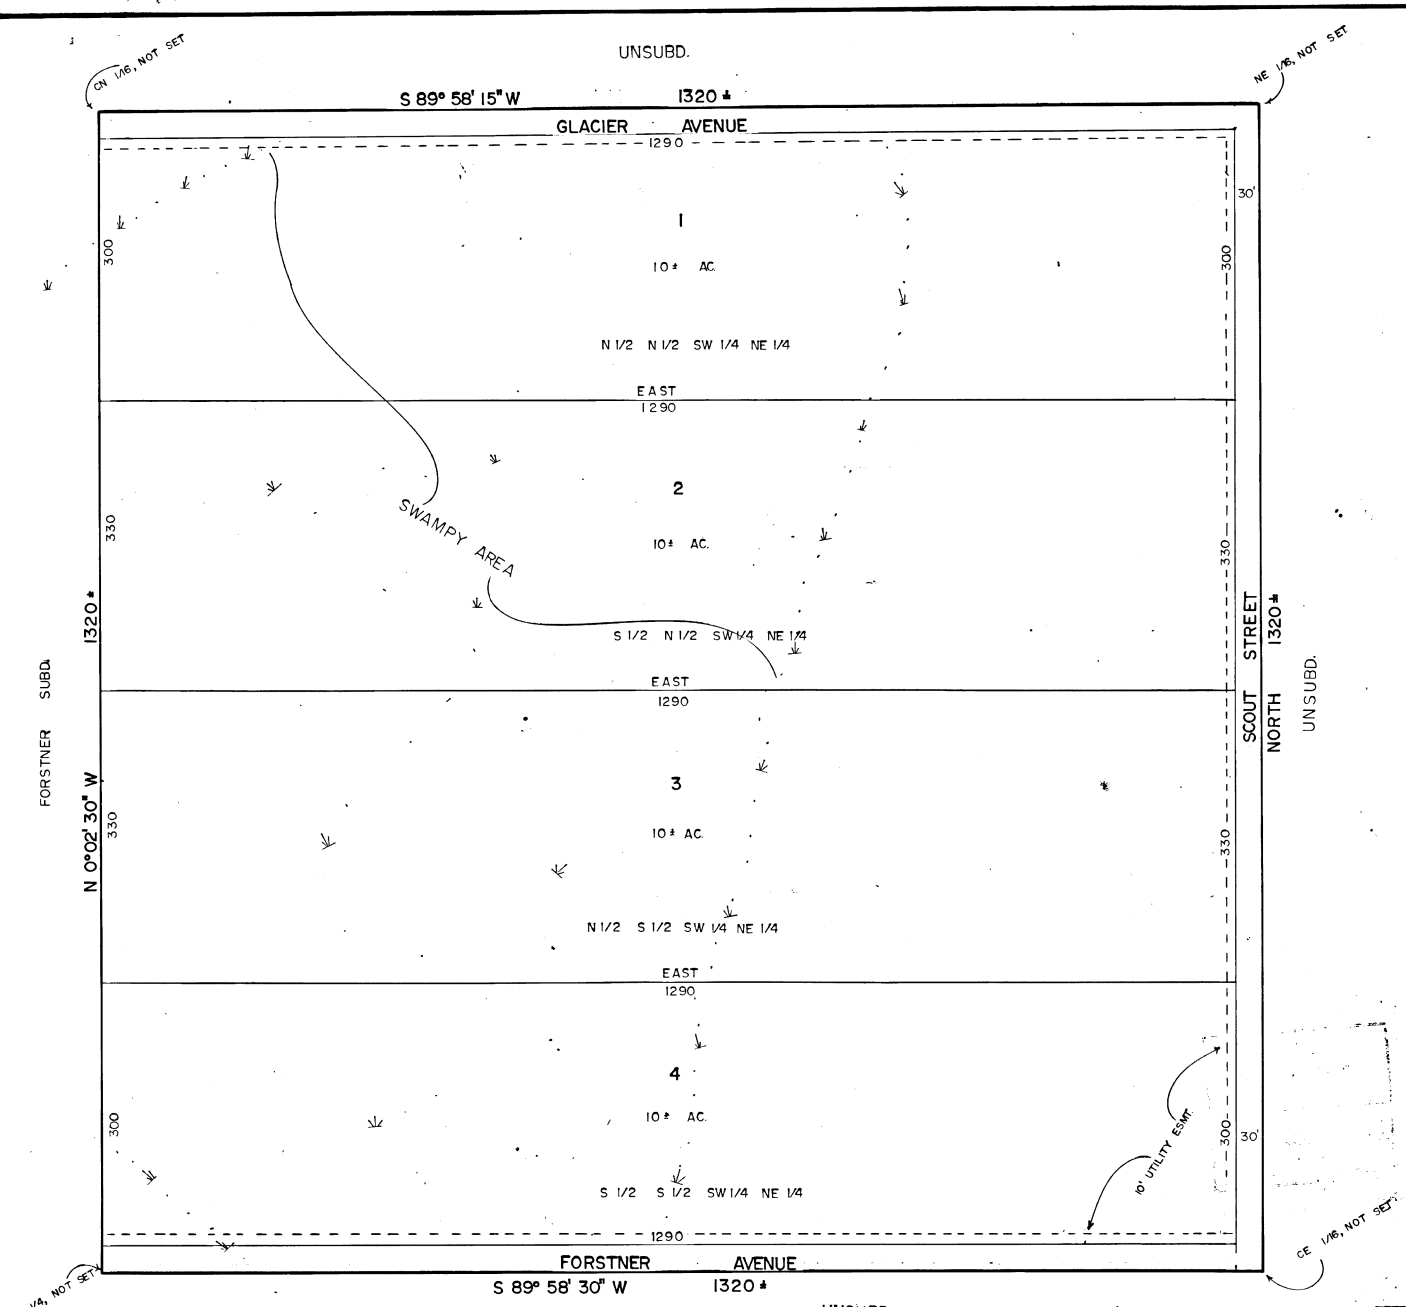 UNSUBD.
CN 1/16, NOT SET
NE 1/16, NOT SET
S 89° 58' 15" W 1320 ±
GLACIER AVENUE
1290
30'
300
300
1
10 ± AC.
N 1/2 N 1/2 SW 1/4 NE 1/4
EAST
1290
2
SWAMPY AREA
330
330
10 ± AC.
S 1/2 N 1/2 SW 1/4 NE 1/4
EAST
1290
FORSTNER SUBD.
N 0° 02' 30" W 1320 ±
SCOUT STREET
NORTH 1320 ±
UNSUBD.
3
330
330
10 ± AC.
N 1/2 S 1/2 SW 1/4 NE 1/4
EAST
1290
4
10 ± AC.
300
300
30'
10' UTILITY ESMT.
S 1/2 S 1/2 SW 1/4 NE 1/4
1290
FORSTNER AVENUE
S 89° 58' 30" W 1320 ±
1/4, NOT SET
CE 1/16, NOT SET